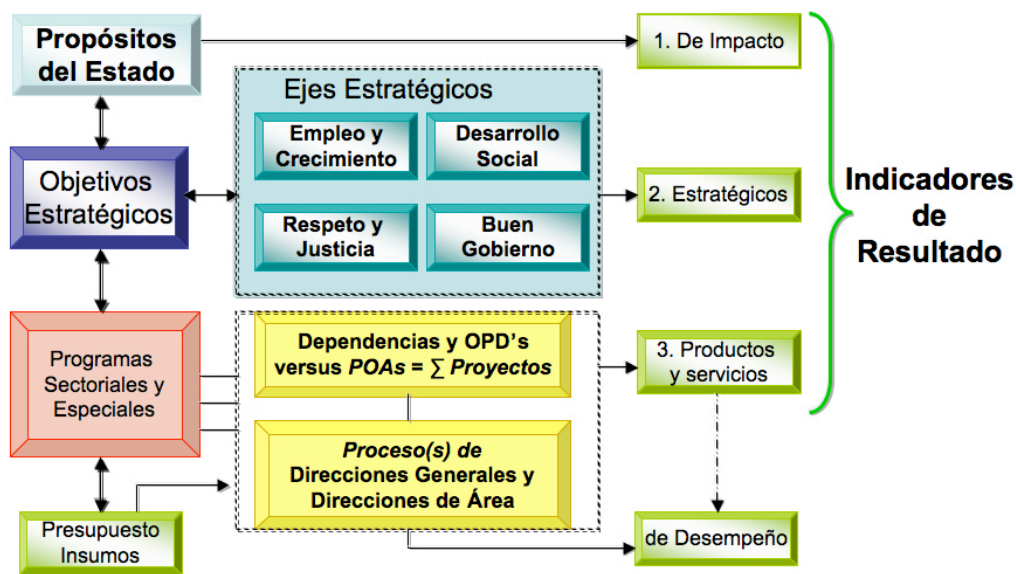 Propósitos
del Estado
1. De Impacto
Ejes Estratégicos
Empleo y
Crecimiento
Desarrollo
Social
Objetivos
Estratégicos
2. Estratégicos
Respeto y
Justicia
Buen
Gobierno
Indicadores
de
Resultado
Programas
Sectoriales y
Especiales
Dependencias y OPD's
versus POAs = ∑ Proyectos
3. Productos
y servicios
Proceso(s) de
Direcciones Generales y
Direcciones de Área
Presupuesto
Insumos
de Desempeño